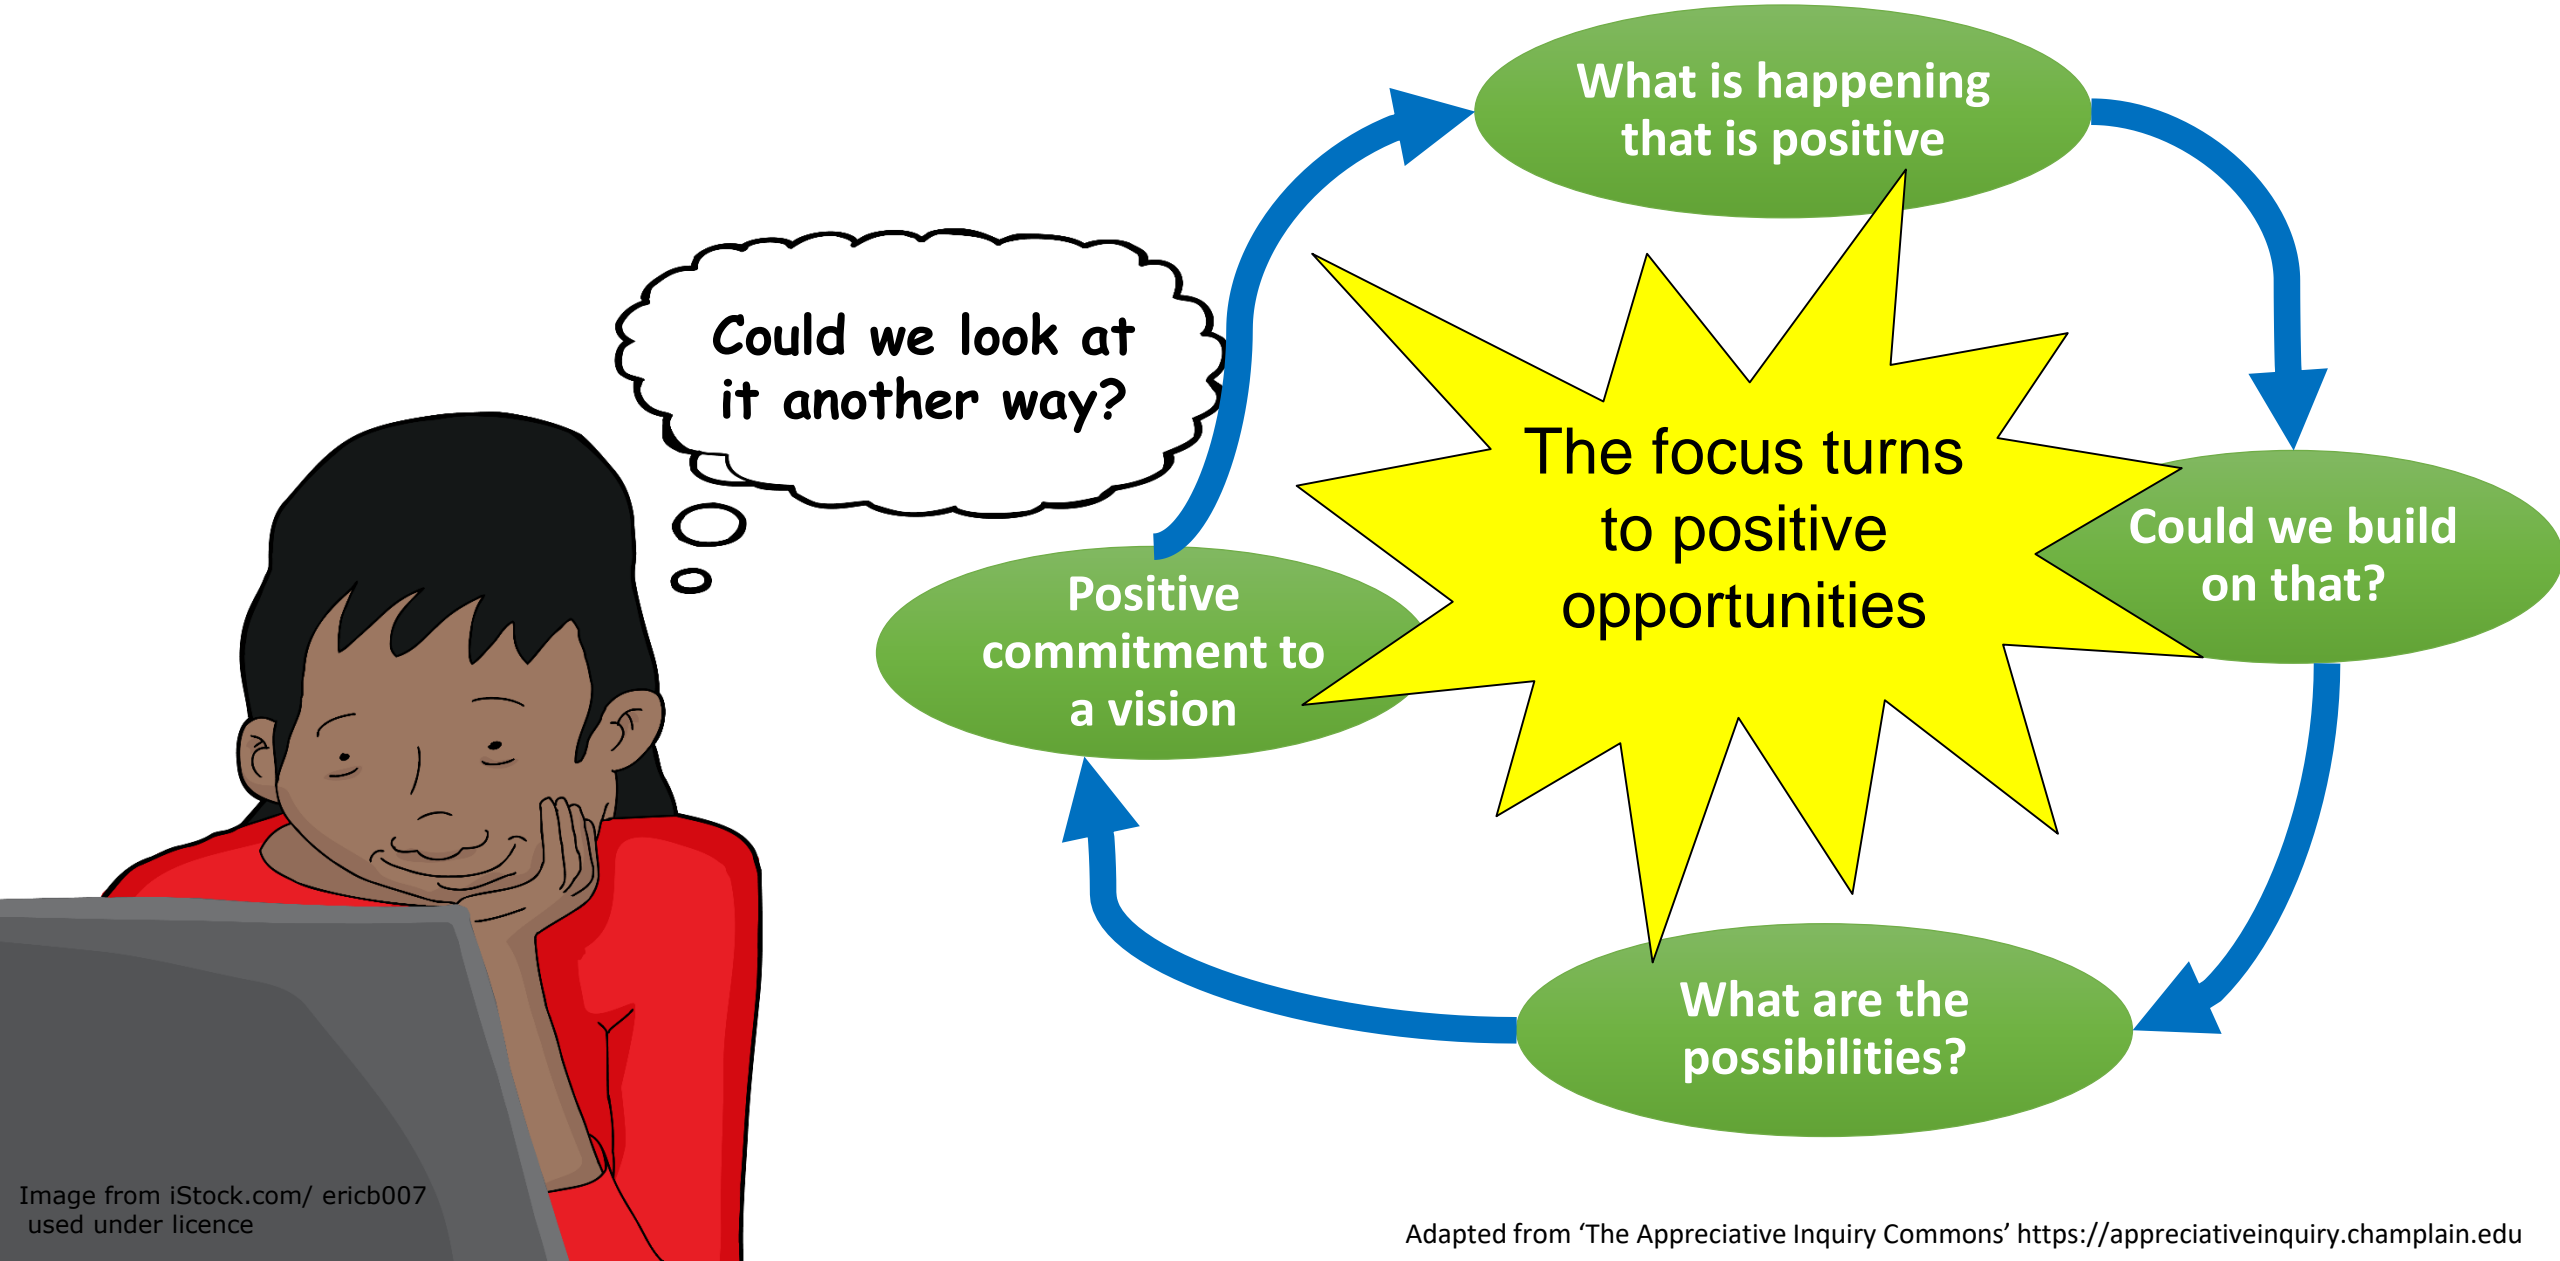 Could we look at
it another way?
What is happening
that is positive
Could we build
on that?
What are the
possibilities?
Positive
commitment to
a vision
The focus turns
to positive
opportunities
Image from iStock.com/ ericb007
used under licence
Adapted from ‘The Appreciative Inquiry Commons’ https://appreciativeinquiry.champlain.edu